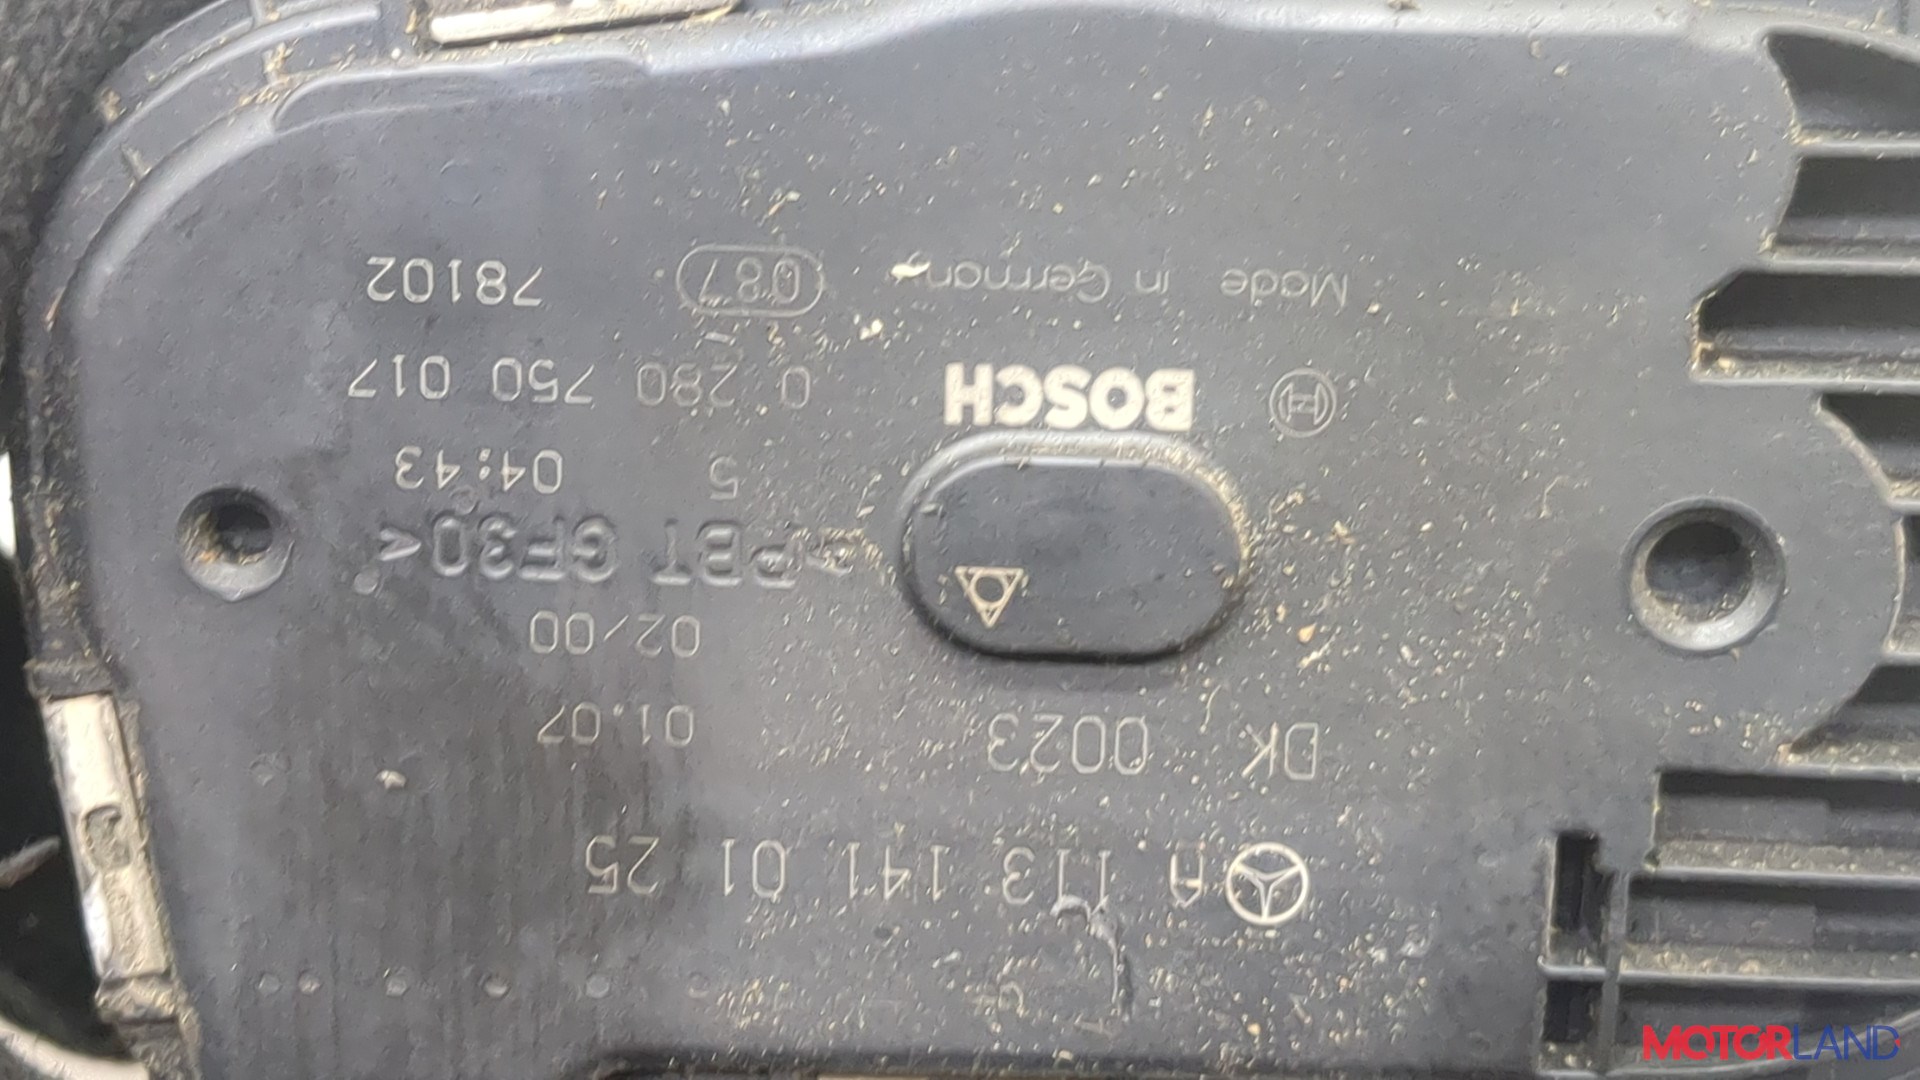 A 113 141 01 25
DK 0023 01.07
02/00
>PBT GF30<
5 04:43
BOSCH 0 280 750 017
Made in Germany 087 78102
MOTORLAND